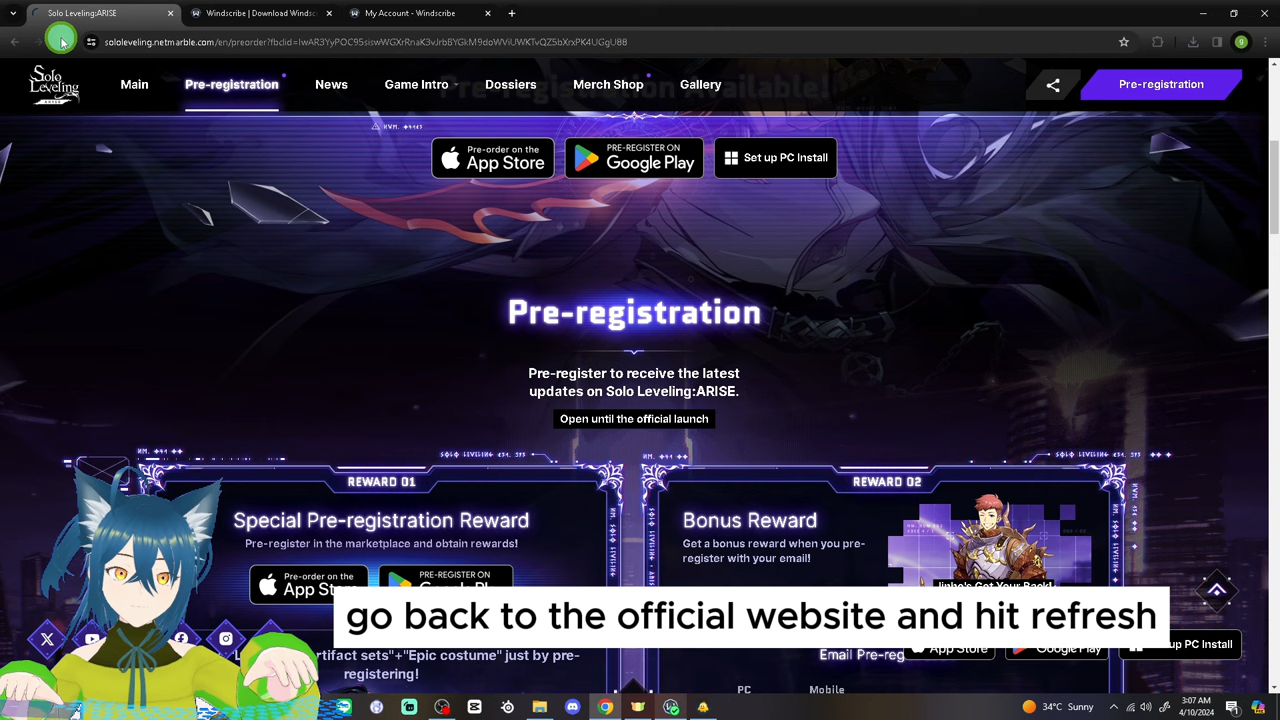 Solo Leveling:ARISE
Windscribe | Download Windsc
My Account - Windscribe
sololeveling.netmarble.com/en/preorder?fbclid=IwAR3YyPOC95siswWGXrRnaK3vJrbBYGkM9doWViUWKTvQZ5bXrxPK4UGgU88
g
Solo
Leveling
ARISE
Main
Pre-registration
News
Game Intro
Dossiers
Merch Shop
Gallery
Pre-registration
Pre-order on the
App Store
PRE-REGISTER ON
Google Play
Set up PC Install
Pre-registration
Pre-register to receive the latest
updates on Solo Leveling:ARISE.
Open until the official launch
REWARD 01
Special Pre-registration Reward
Pre-register in the marketplace and obtain rewards!
Pre-order on the
App Sto
PRE-REGISTER ON
REWARD 02
Bonus Reward
Get a bonus reward when you pre-
register with your email!
go back to the official website and hit refresh
rtifact sets"+"Epic costume" just by pre-
registering!
Email Pre-reg
App Store
Google Play
up PC Install
PC
Mobile
34°C Sunny
3:07 AM
4/10/2024